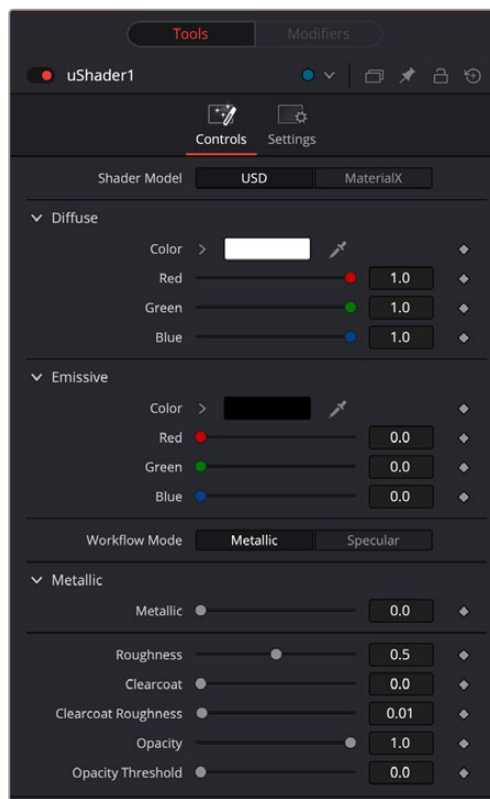 Tools Modifiers
uShader1
Controls Settings
Shader Model USD MaterialX
Diffuse
Color
Red 1.0
Green 1.0
Blue 1.0
Emissive
Color
Red 0.0
Green 0.0
Blue 0.0
Workflow Mode Metallic Specular
Metallic
Metallic 0.0
Roughness 0.5
Clearcoat 0.0
Clearcoat Roughness 0.01
Opacity 1.0
Opacity Threshold 0.0